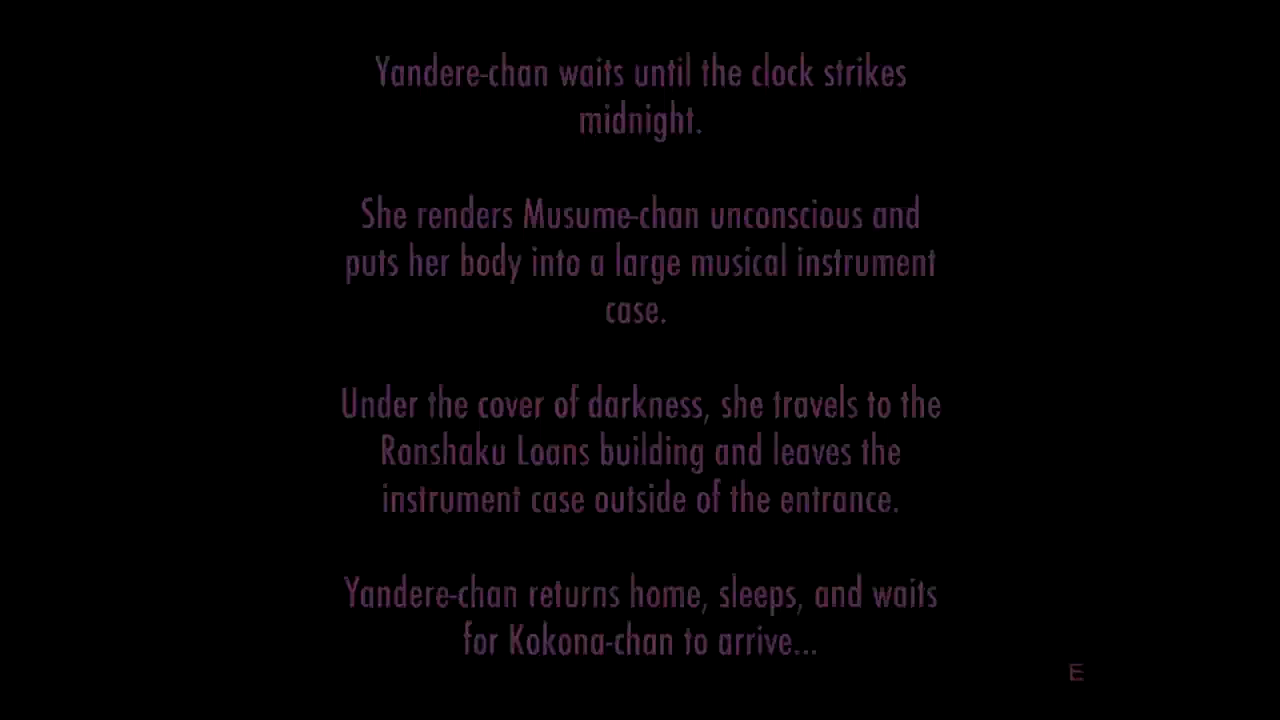 Yandere-chan waits until the clock strikes
midnight.
She renders Musume-chan unconscious and
puts her body into a large musical instrument
case.
Under the cover of darkness, she travels to the
Ronshaku Loans building and leaves the
instrument case outside of the entrance.
Yandere-chan returns home, sleeps, and waits
for Kokona-chan to arrive...
E